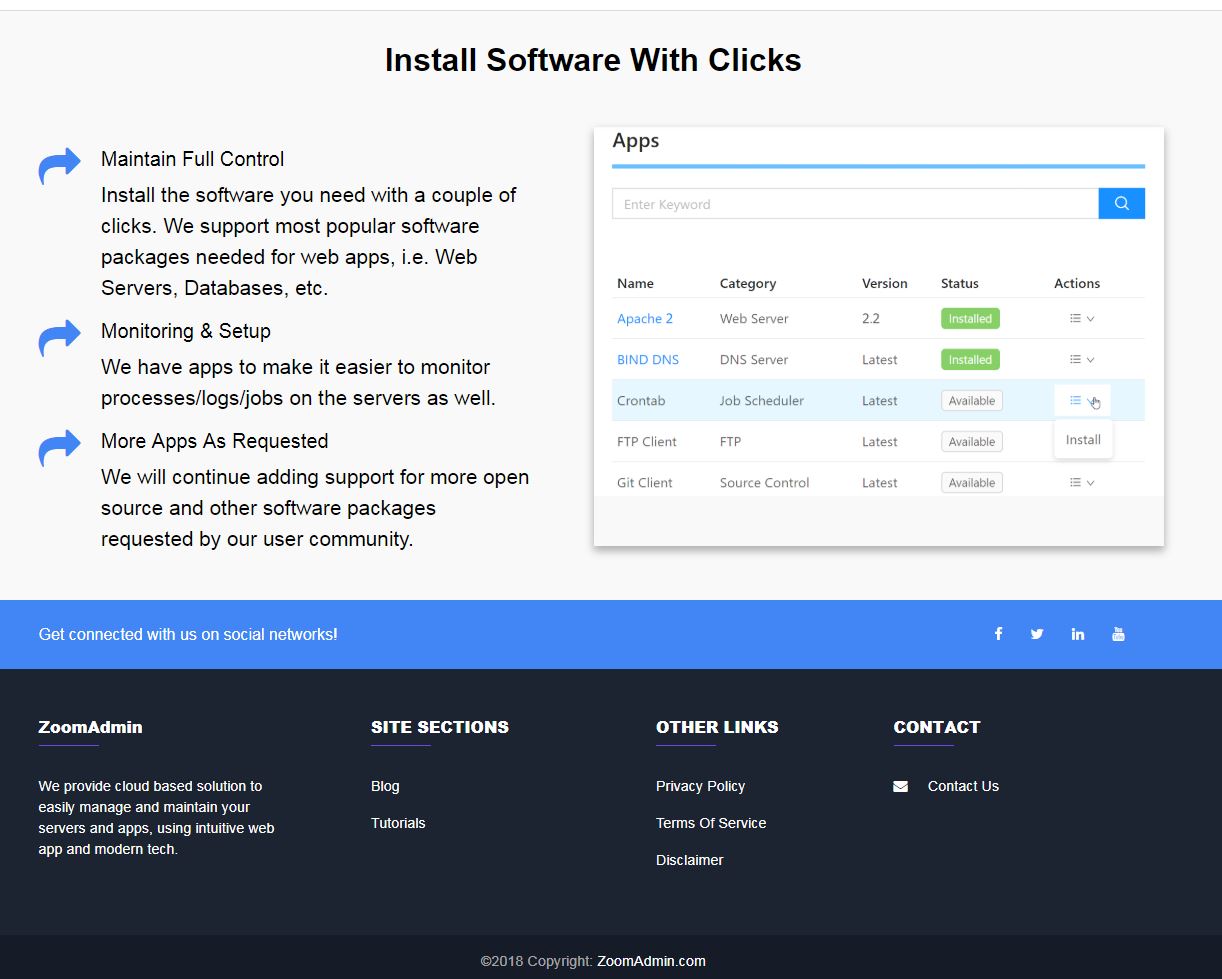 Install Software With Clicks
Maintain Full Control
Install the software you need with a couple of
clicks. We support most popular software
packages needed for web apps, i.e. Web
Servers, Databases, etc.
Monitoring & Setup
We have apps to make it easier to monitor
processes/logs/jobs on the servers as well.
More Apps As Requested
We will continue adding support for more open
source and other software packages
requested by our user community.
Apps
Enter Keyword
Name Category Version Status Actions
Apache 2 Web Server 2.2 Installed
BIND DNS DNS Server Latest Installed
Crontab Job Scheduler Latest Available
FTP Client FTP Latest Available Install
Git Client Source Control Latest Available
Get connected with us on social networks!
ZoomAdmin
We provide cloud based solution to
easily manage and maintain your
servers and apps, using intuitive web
app and modern tech.
SITE SECTIONS
Blog
Tutorials
OTHER LINKS
Privacy Policy
Terms Of Service
Disclaimer
CONTACT
Contact Us
©2018 Copyright: ZoomAdmin.com